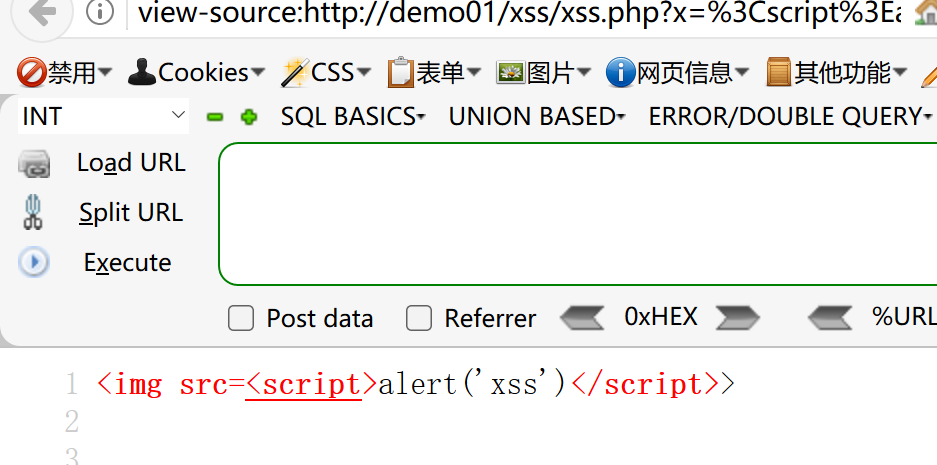 view-source:http://demo01/xss/xss.php?x=%3Cscript%3Ea
禁用 Cookies CSS 表单 图片 网页信息 其他功能
INT SQL BASICS UNION BASED ERROR/DOUBLE QUERY
Load URL
Split URL
Execute
Post data Referrer 0xHEX %URL
1 <img src=<script>alert('xss')</script>>
2
3